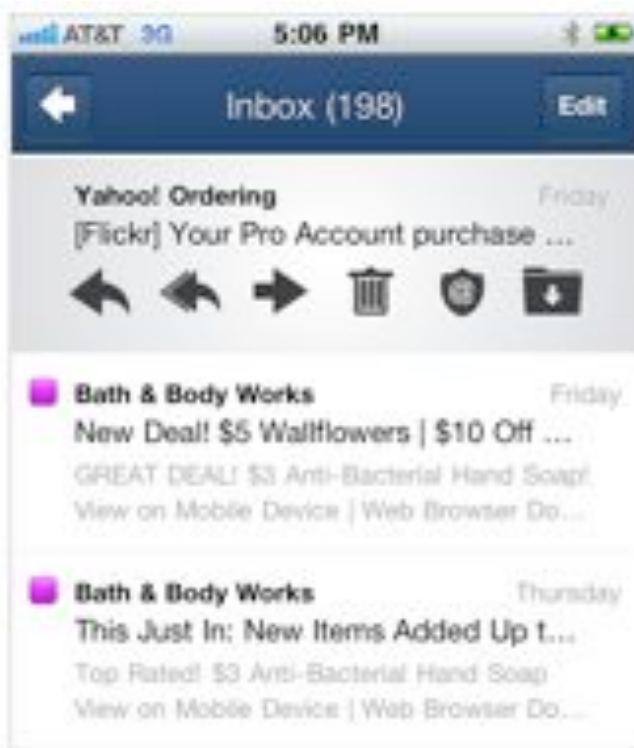 AT&T 3G 5:06 PM
Inbox (198) Edit
Yahoo! Ordering Friday
[Flickr] Your Pro Account purchase ...
Bath & Body Works Friday
New Deal! $5 Wallflowers | $10 Off ...
GREAT DEAL! $3 Anti-Bacterial Hand Soap!
View on Mobile Device | Web Browser Do...
Bath & Body Works Thursday
This Just In: New Items Added Up t...
Top Rated! $3 Anti-Bacterial Hand Soap
View on Mobile Device | Web Browser Do...